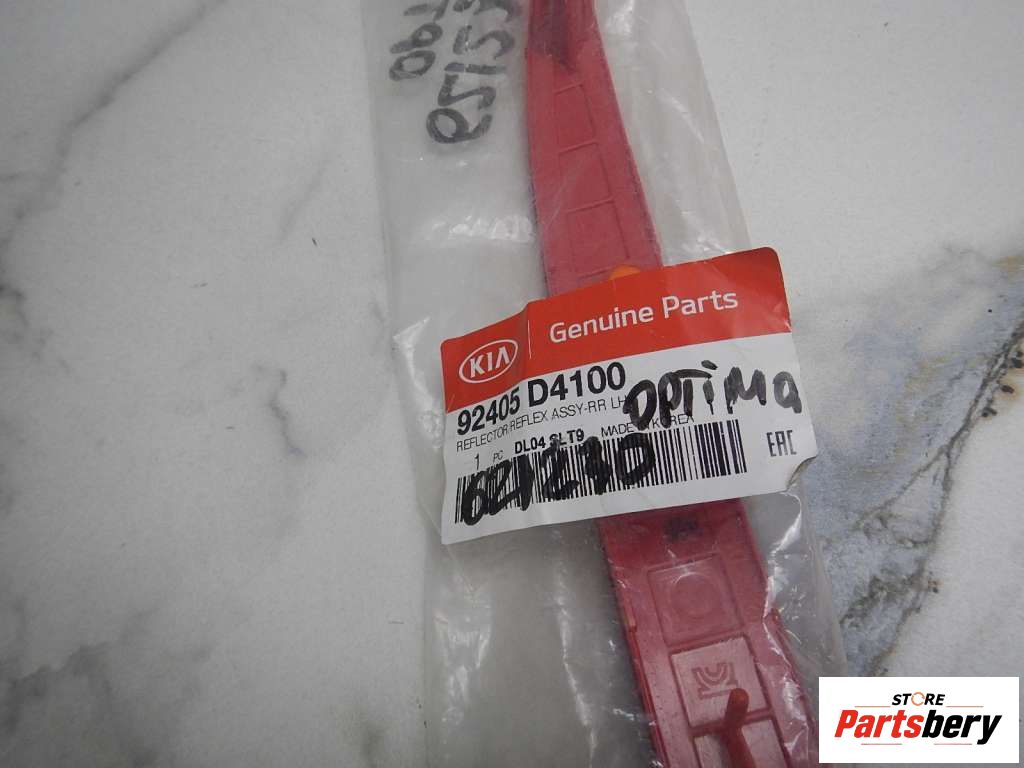 KIA
Genuine Parts
92405 D4100
REFLECTOR REFLEX ASSY-RR LH
OPTIMA
1 PC DL04 SLT9 MADE KOREA
621230
EAC
STORE
Partsbery